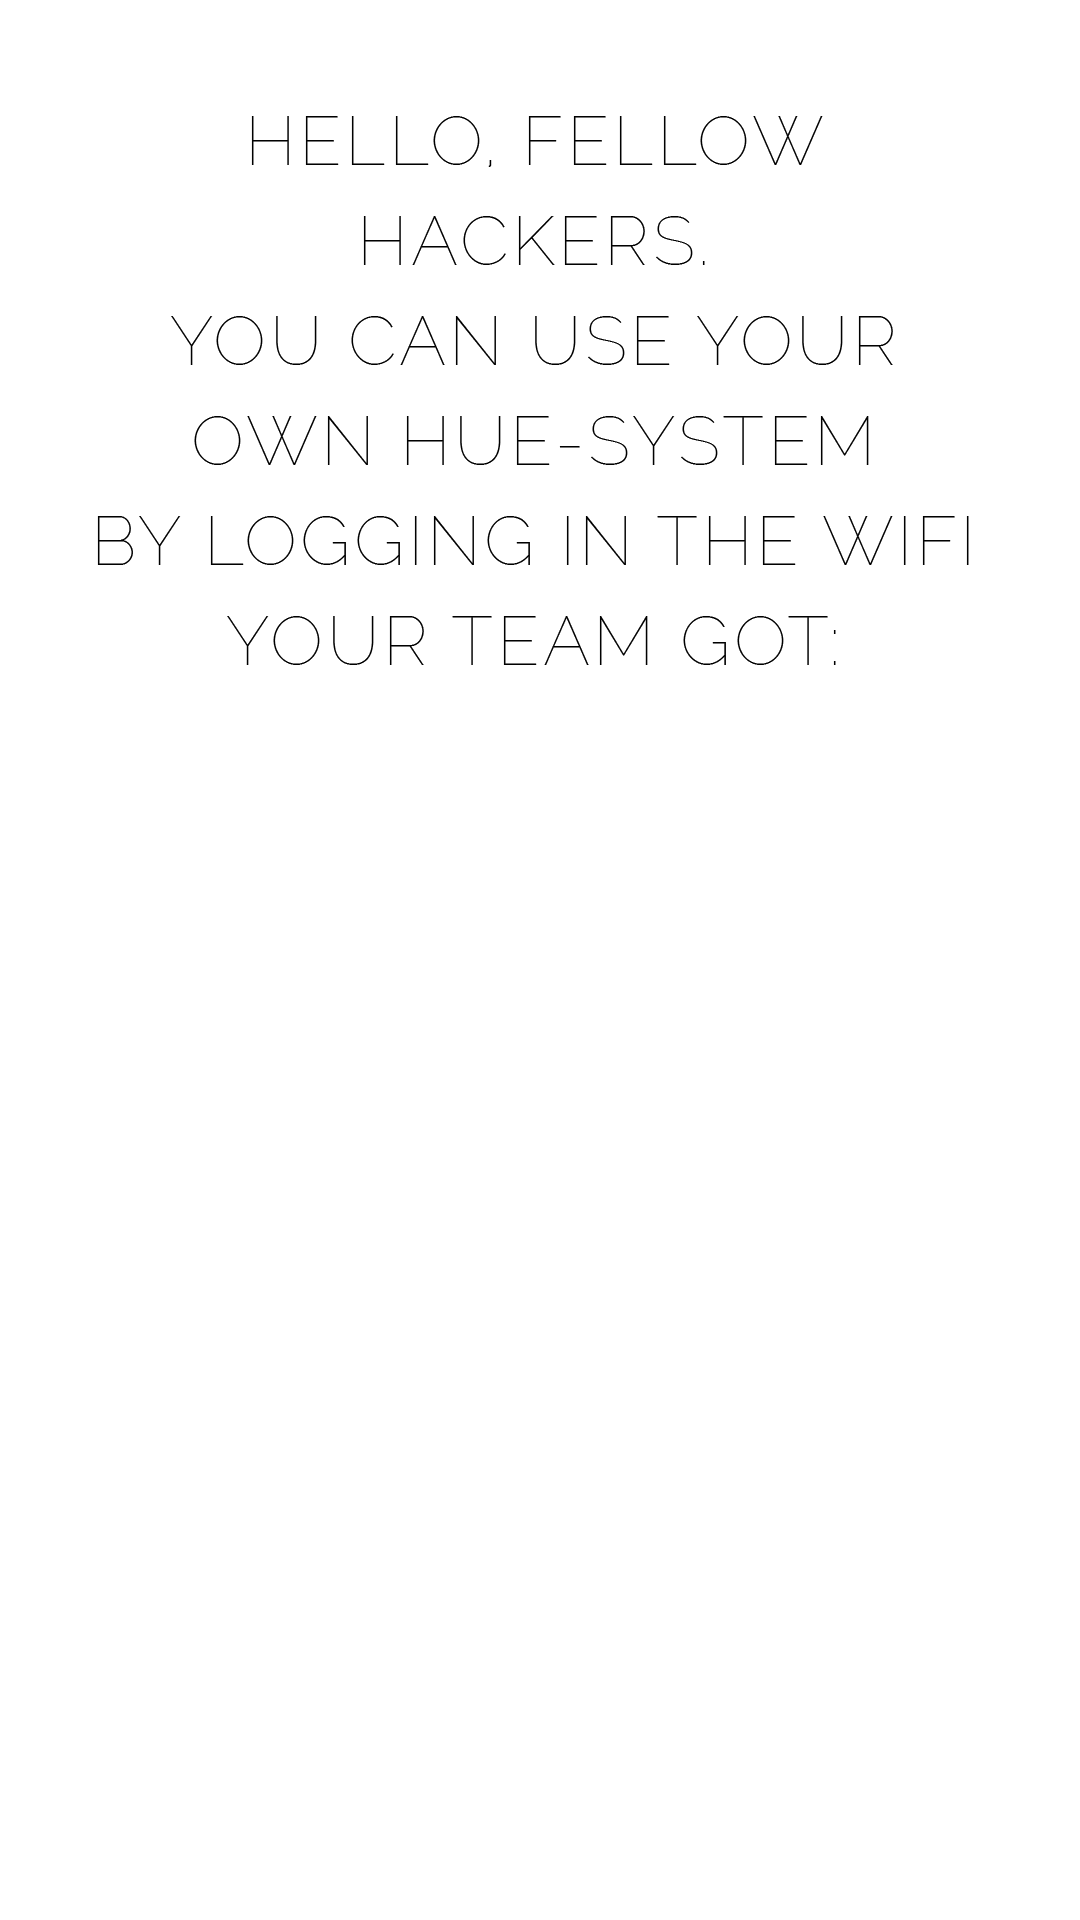 HELLO, FELLOW
HACKERS.
YOU CAN USE YOUR
OWN HUE-SYSTEM
BY LOGGING IN THE WIFI
YOUR TEAM GOT: